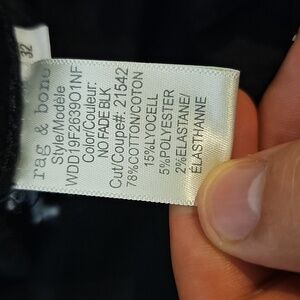 32
rag & bone
Style/Modèle
WDD19F2639O1NF
Color/Couleur:
NO FADE BLK
Cut/Coupe#: 21542
78%COTTON/COTON
15%LYOCELL
5%POLYESTER
2%ELASTANE/
ÉLASTHANNE